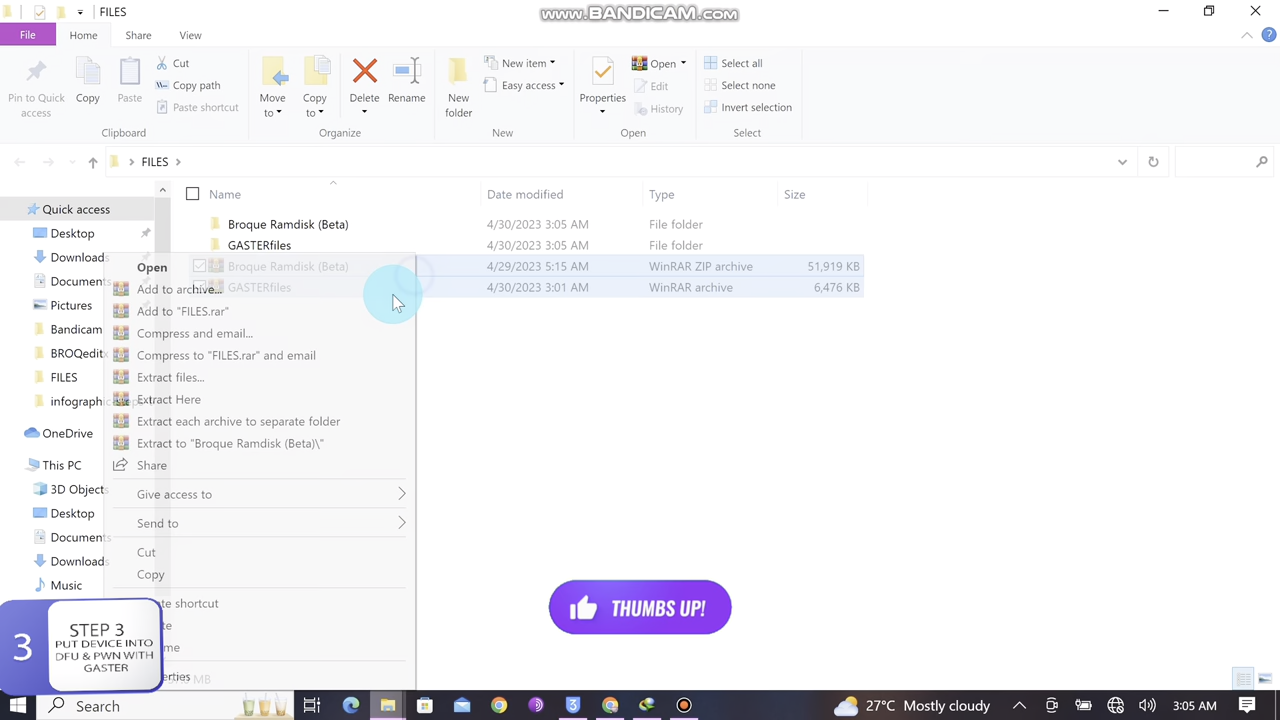 FILES
www.BANDICAM.com
File
Home
Share
View
Pin to Quick access
Copy
Paste
Cut
Copy path
Paste shortcut
Clipboard
Move to
Copy to
Delete
Rename
Organize
New folder
New item
Easy access
New
Properties
Open
Edit
History
Open
Select all
Select none
Invert selection
Select
FILES
Name
Date modified
Type
Size
Broque Ramdisk (Beta) 4/30/2023 3:05 AM File folder
GASTERfiles 4/30/2023 3:05 AM File folder
Broque Ramdisk (Beta) 4/29/2023 5:15 AM WinRAR ZIP archive 51,919 KB
GASTERfiles 4/30/2023 3:01 AM WinRAR archive 6,476 KB
Quick access
Desktop
Downloads
Pictures
Bandicam
FILES
OneDrive
This PC
Desktop
Downloads
Music
Open
Add to archive...
Add to "FILES.rar"
Compress and email...
Compress to "FILES.rar" and email
Extract files...
Extract Here
Extract each archive to separate folder
Extract to "Broque Ramdisk (Beta)\"
Share
Give access to
Send to
Cut
Copy
shortcut
MB
3
STEP 3
PUT DEVICE INTO
DFU & PWN WITH
GASTER
THUMBS UP!
Search
27°C Mostly cloudy
3:05 AM